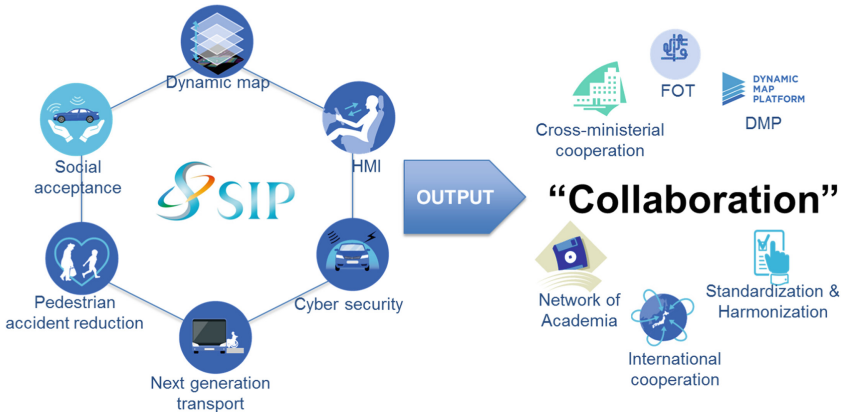 Dynamic map
Social
acceptance
HMI
SIP
Pedestrian
accident reduction
Cyber security
Next generation
transport
OUTPUT
FOT
DYNAMIC
MAP
PLATFORM
DMP
Cross-ministerial
cooperation
“Collaboration”
Network of
Academia
Standardization &
Harmonization
International
cooperation